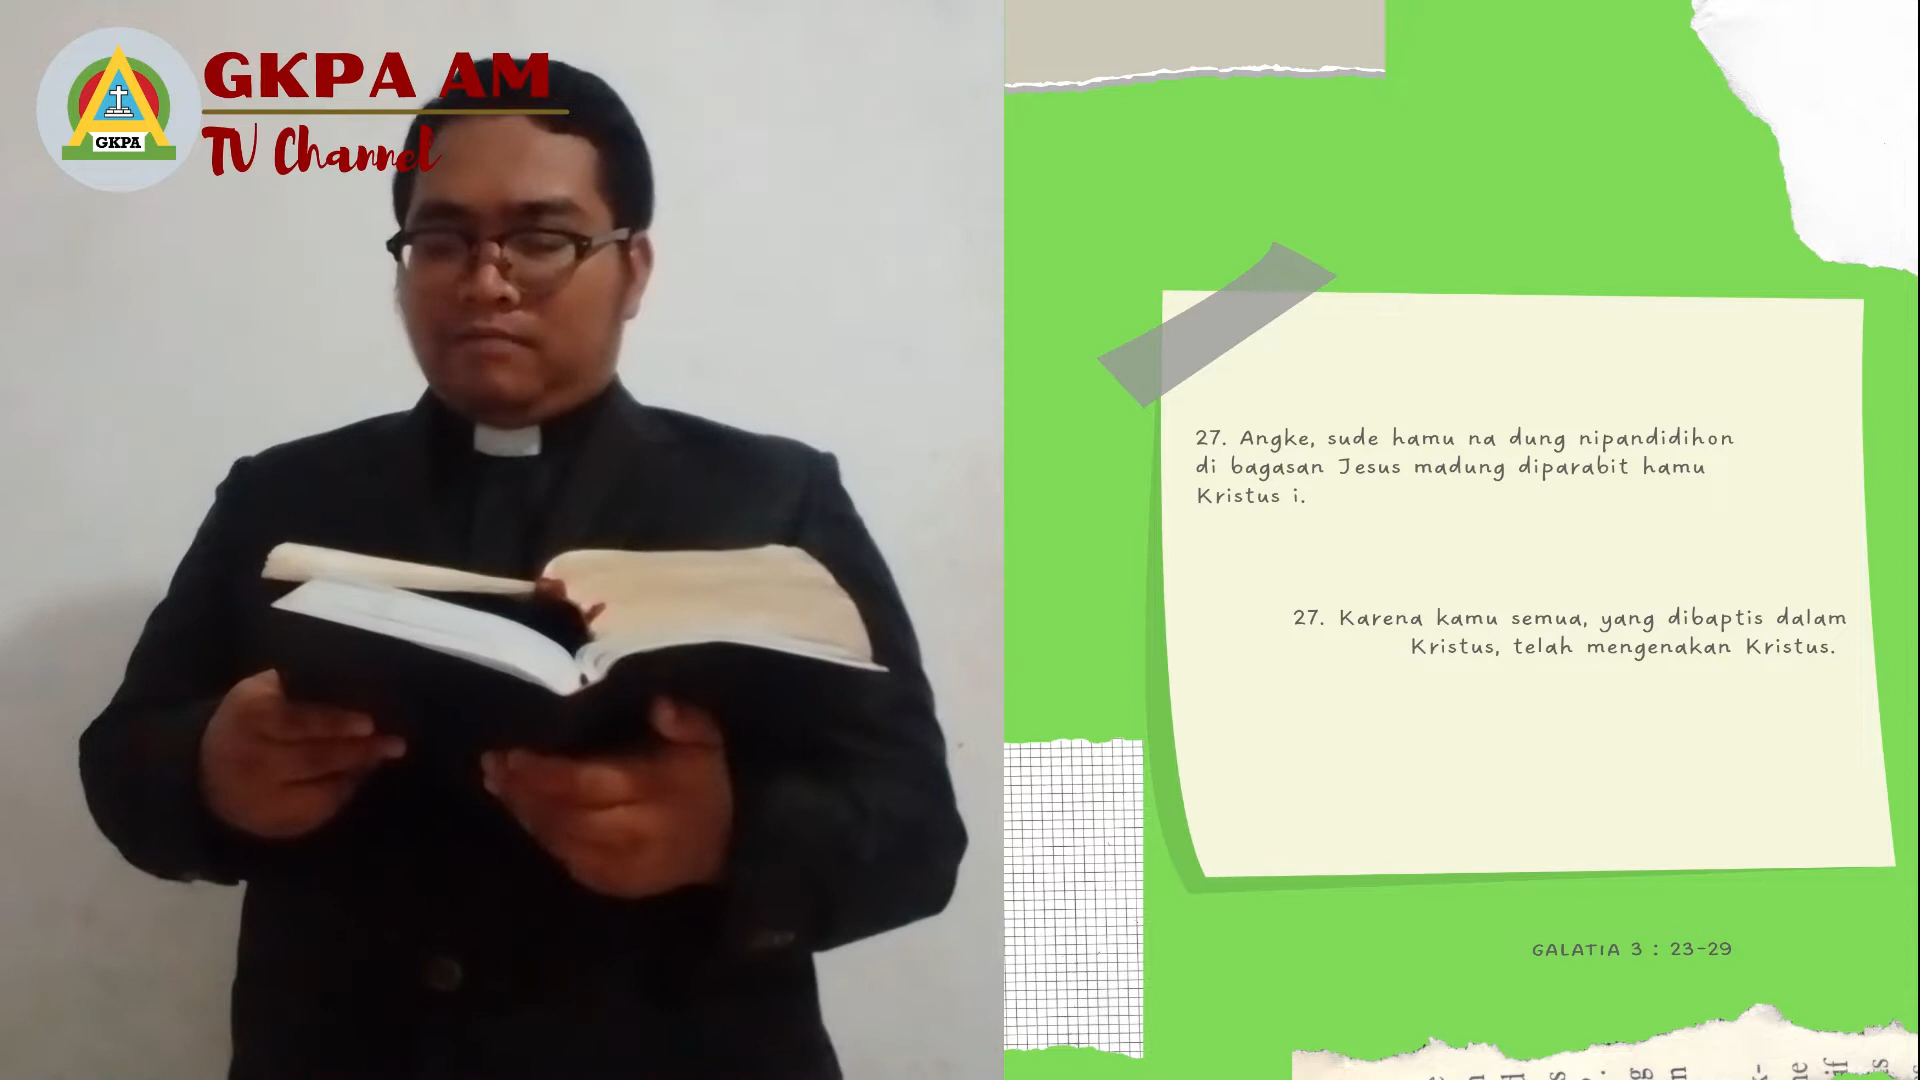 GKPA AM
TV Channel
GKPA
27. Angke, sude hamu na dung nipandidihon
di bagasan Jesus madung diparabit hamu
Kristus i.
27. Karena kamu semua, yang dibaptis dalam
Kristus, telah mengenakan Kristus.
GALATIA 3 : 23-29